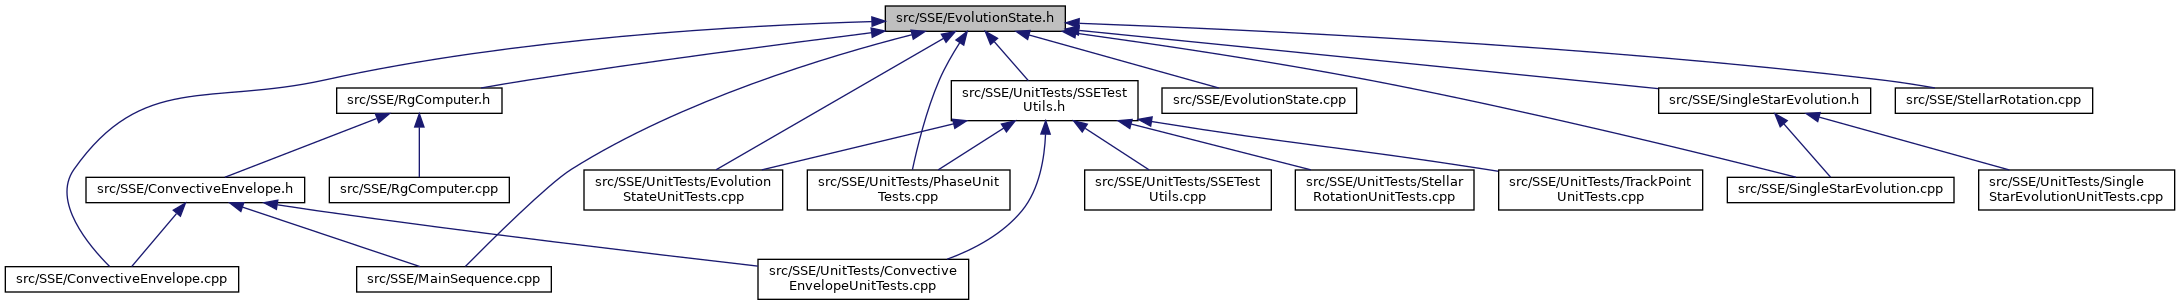 src/SSE/EvolutionState.h
src/SSE/RgComputer.h
src/SSE/UnitTests/SSETest
Utils.h
src/SSE/EvolutionState.cpp
src/SSE/SingleStarEvolution.h
src/SSE/StellarRotation.cpp
src/SSE/ConvectiveEnvelope.h
src/SSE/RgComputer.cpp
src/SSE/UnitTests/Evolution
StateUnitTests.cpp
src/SSE/UnitTests/PhaseUnit
Tests.cpp
src/SSE/UnitTests/SSETest
Utils.cpp
src/SSE/UnitTests/Stellar
RotationUnitTests.cpp
src/SSE/UnitTests/TrackPoint
UnitTests.cpp
src/SSE/SingleStarEvolution.cpp
src/SSE/UnitTests/Single
StarEvolutionUnitTests.cpp
src/SSE/ConvectiveEnvelope.cpp
src/SSE/MainSequence.cpp
src/SSE/UnitTests/Convective
EnvelopeUnitTests.cpp